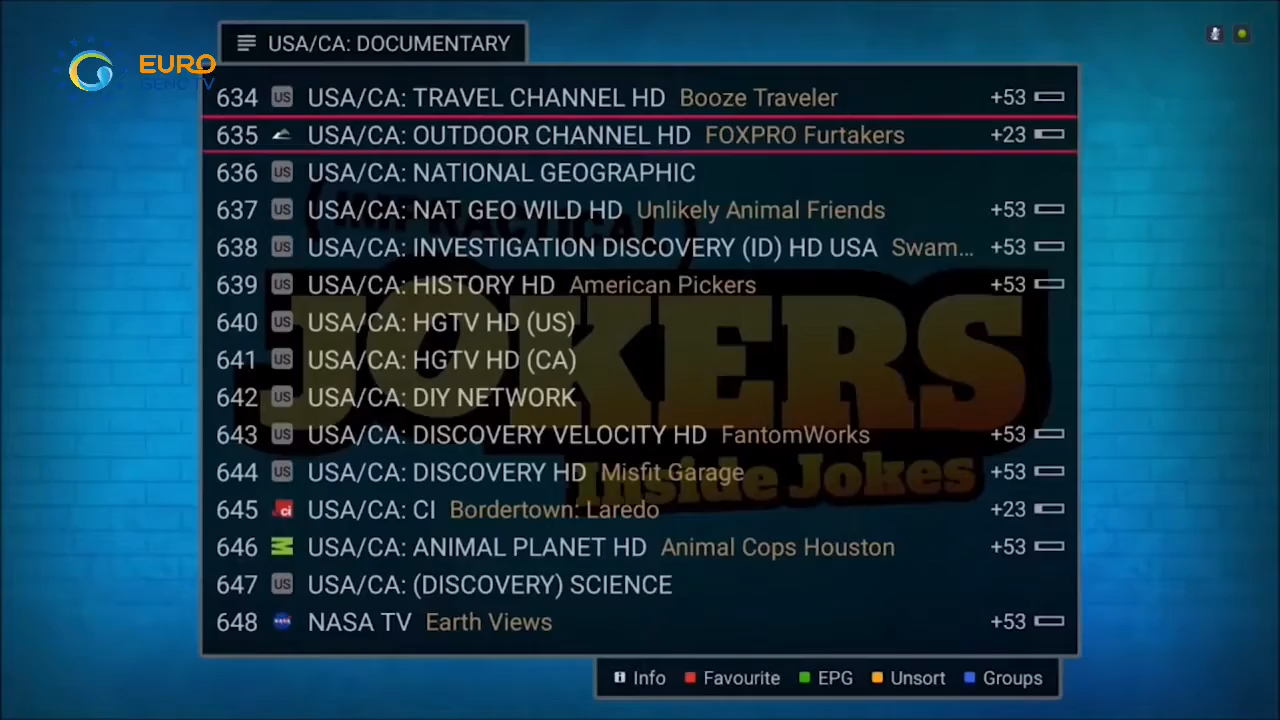 USA/CA: DOCUMENTARY
EURO
GENC TV
634 US USA/CA: TRAVEL CHANNEL HD Booze Traveler +53
635 USA/CA: OUTDOOR CHANNEL HD FOXPRO Furtakers +23
636 US USA/CA: NATIONAL GEOGRAPHIC
637 US USA/CA: NAT GEO WILD HD Unlikely Animal Friends +53
638 US USA/CA: INVESTIGATION DISCOVERY (ID) HD USA Swam... +53
639 US USA/CA: HISTORY HD American Pickers +53
640 US USA/CA: HGTV HD (US)
641 US USA/CA: HGTV HD (CA)
642 US USA/CA: DIY NETWORK
643 US USA/CA: DISCOVERY VELOCITY HD FantomWorks +53
644 US USA/CA: DISCOVERY HD Misfit Garage +53
645 ci USA/CA: CI Bordertown: Laredo +23
646 USA/CA: ANIMAL PLANET HD Animal Cops Houston +53
647 US USA/CA: (DISCOVERY) SCIENCE
648 NASA NASA TV Earth Views +53
IMPRACTICAL
JOKERS
Inside Jokes
i Info Favourite EPG Unsort Groups